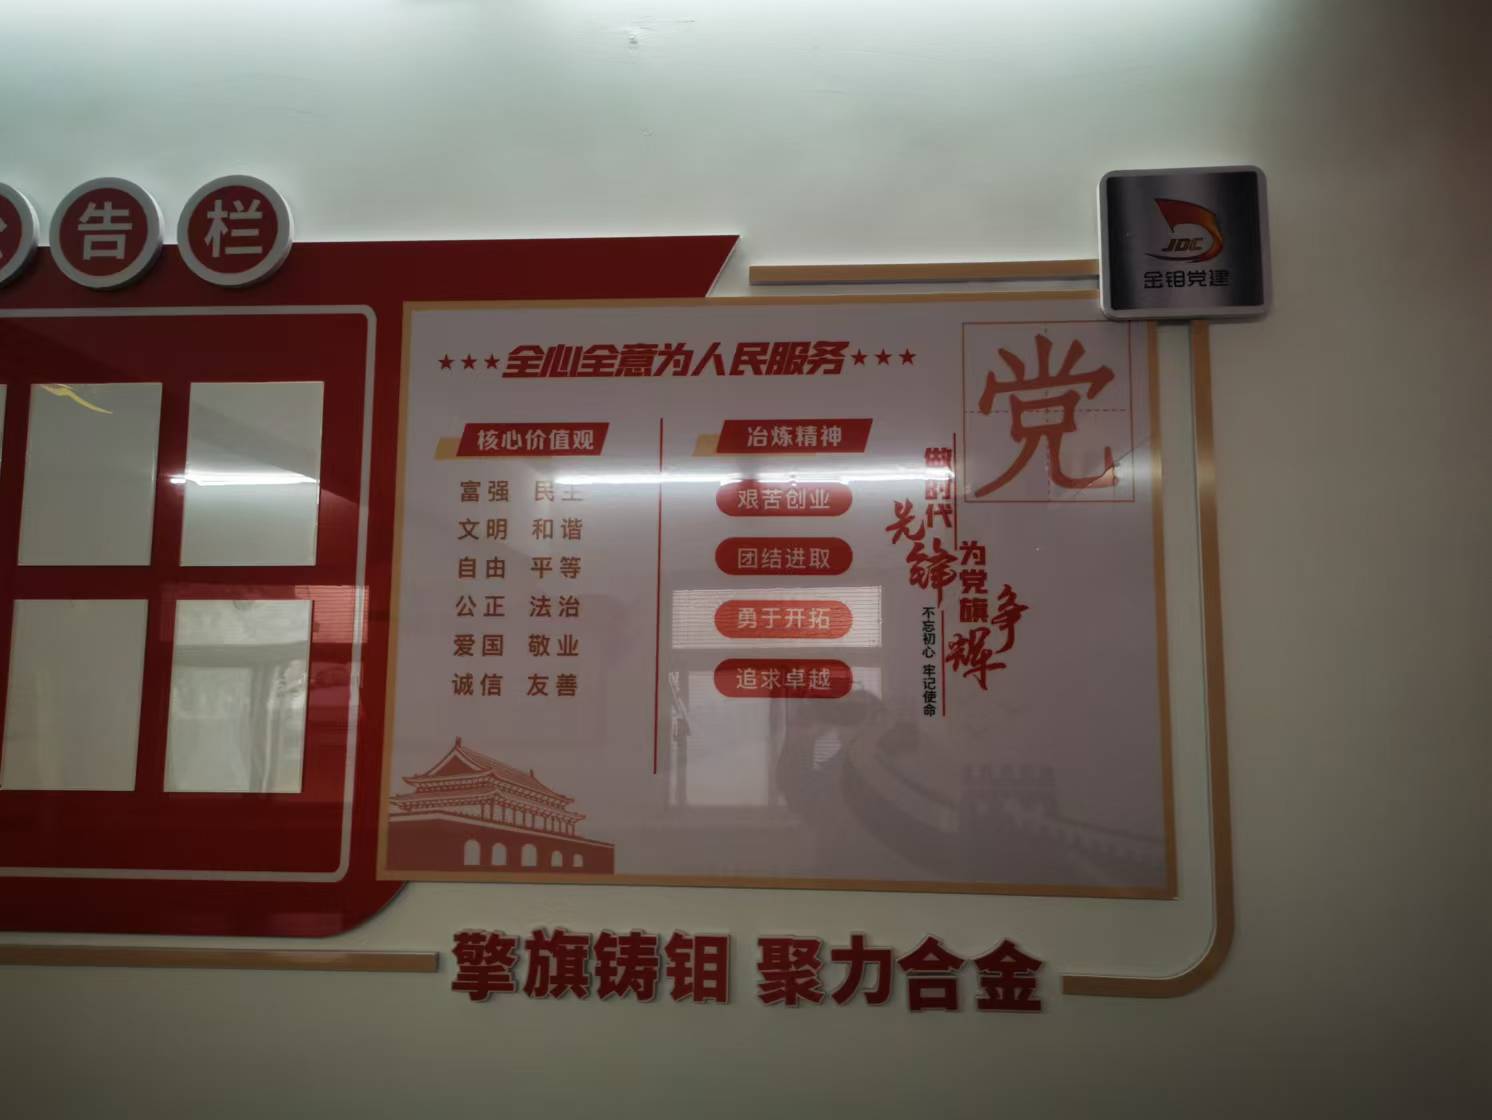 告栏
JDC
金钼党建
全心全意为人民服务
党
核心价值观
富强 民主
文明 和谐
自由 平等
公正 法治
爱国 敬业
诚信 友善
冶炼精神
艰苦创业
团结进取
勇于开拓
追求卓越
做时代
先锋
为党旗
争辉
不忘初心 牢记使命
擎旗铸钼 聚力合金